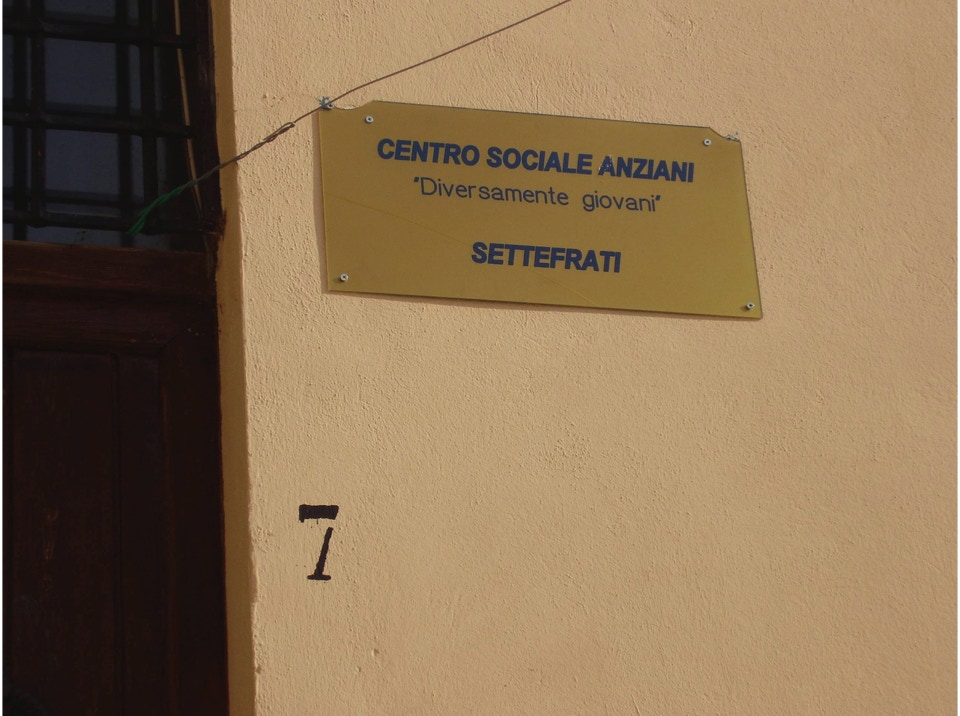 CENTRO SOCIALE ANZIANI
"Diversamente giovani"
SETTEFRATI
7